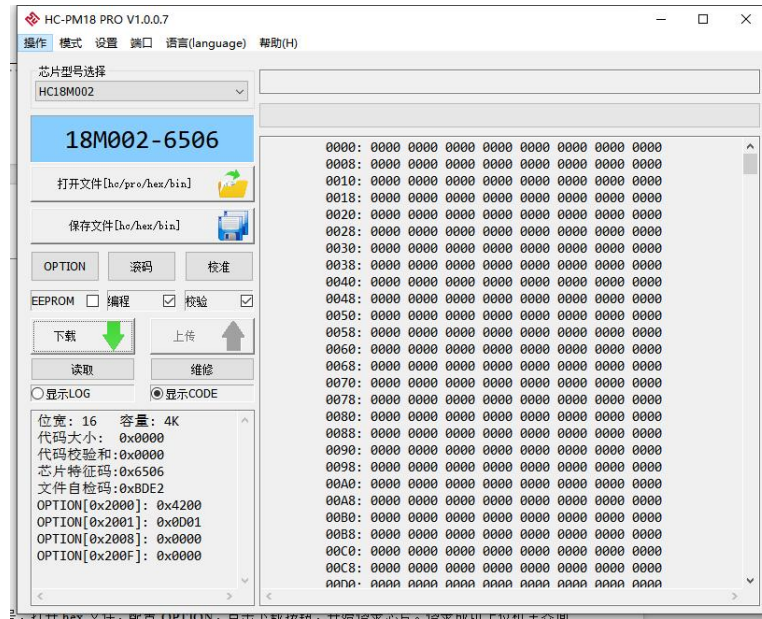 HC-PM18 PRO V1.0.0.7
操作 模式 设置 端口 语言(language) 帮助(H)
芯片型号选择
HC18M002
18M002-6506
打开文件[hc/pro/hex/bin]
保存文件[hc/hex/bin]
OPTION 滚码 校准
EEPROM 编程 校验
下载 上传
读取 维修
显示LOG 显示CODE
位宽: 16 容量: 4K
代码大小: 0x0000
代码校验和:0x0000
芯片特征码:0x6506
文件自检码:0xBDE2
OPTION[0x2000]: 0x4200
OPTION[0x2001]: 0x0D01
OPTION[0x2008]: 0x0000
OPTION[0x200F]: 0x0000
0000: 0000 0000 0000 0000 0000 0000 0000 0000
0008: 0000 0000 0000 0000 0000 0000 0000 0000
0010: 0000 0000 0000 0000 0000 0000 0000 0000
0018: 0000 0000 0000 0000 0000 0000 0000 0000
0020: 0000 0000 0000 0000 0000 0000 0000 0000
0028: 0000 0000 0000 0000 0000 0000 0000 0000
0030: 0000 0000 0000 0000 0000 0000 0000 0000
0038: 0000 0000 0000 0000 0000 0000 0000 0000
0040: 0000 0000 0000 0000 0000 0000 0000 0000
0048: 0000 0000 0000 0000 0000 0000 0000 0000
0050: 0000 0000 0000 0000 0000 0000 0000 0000
0058: 0000 0000 0000 0000 0000 0000 0000 0000
0060: 0000 0000 0000 0000 0000 0000 0000 0000
0068: 0000 0000 0000 0000 0000 0000 0000 0000
0070: 0000 0000 0000 0000 0000 0000 0000 0000
0078: 0000 0000 0000 0000 0000 0000 0000 0000
0080: 0000 0000 0000 0000 0000 0000 0000 0000
0088: 0000 0000 0000 0000 0000 0000 0000 0000
0090: 0000 0000 0000 0000 0000 0000 0000 0000
0098: 0000 0000 0000 0000 0000 0000 0000 0000
00A0: 0000 0000 0000 0000 0000 0000 0000 0000
00A8: 0000 0000 0000 0000 0000 0000 0000 0000
00B0: 0000 0000 0000 0000 0000 0000 0000 0000
00B8: 0000 0000 0000 0000 0000 0000 0000 0000
00C0: 0000 0000 0000 0000 0000 0000 0000 0000
00C8: 0000 0000 0000 0000 0000 0000 0000 0000
00D0: 0000 0000 0000 0000 0000 0000 0000 0000